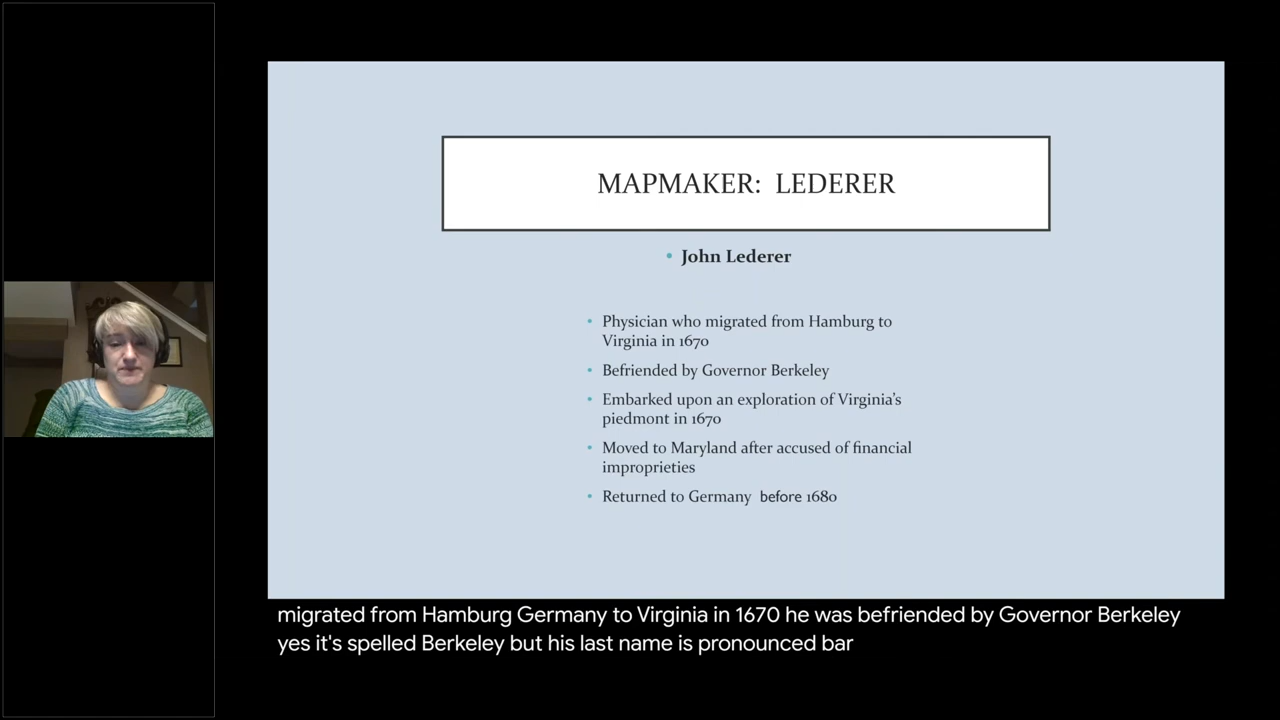 MAPMAKER: LEDERER
• John Lederer
• Physician who migrated from Hamburg to
Virginia in 1670
• Befriended by Governor Berkeley
• Embarked upon an exploration of Virginia's
piedmont in 1670
• Moved to Maryland after accused of financial
improprieties
• Returned to Germany before 1680
migrated from Hamburg Germany to Virginia in 1670 he was befriended by Governor Berkeley
yes it's spelled Berkeley but his last name is pronounced bar